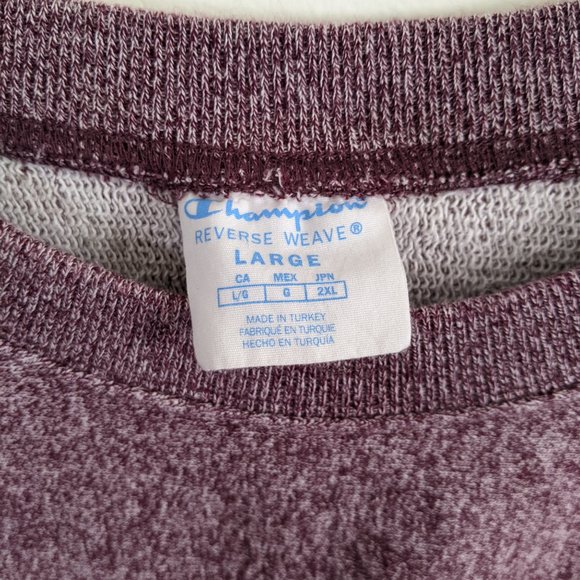 Champion
REVERSE WEAVE®
LARGE
CA MEX JPN
L/G G 2XL
MADE IN TURKEY
FABRIQUÉ EN TURQUIE
HECHO EN TURQUÍA